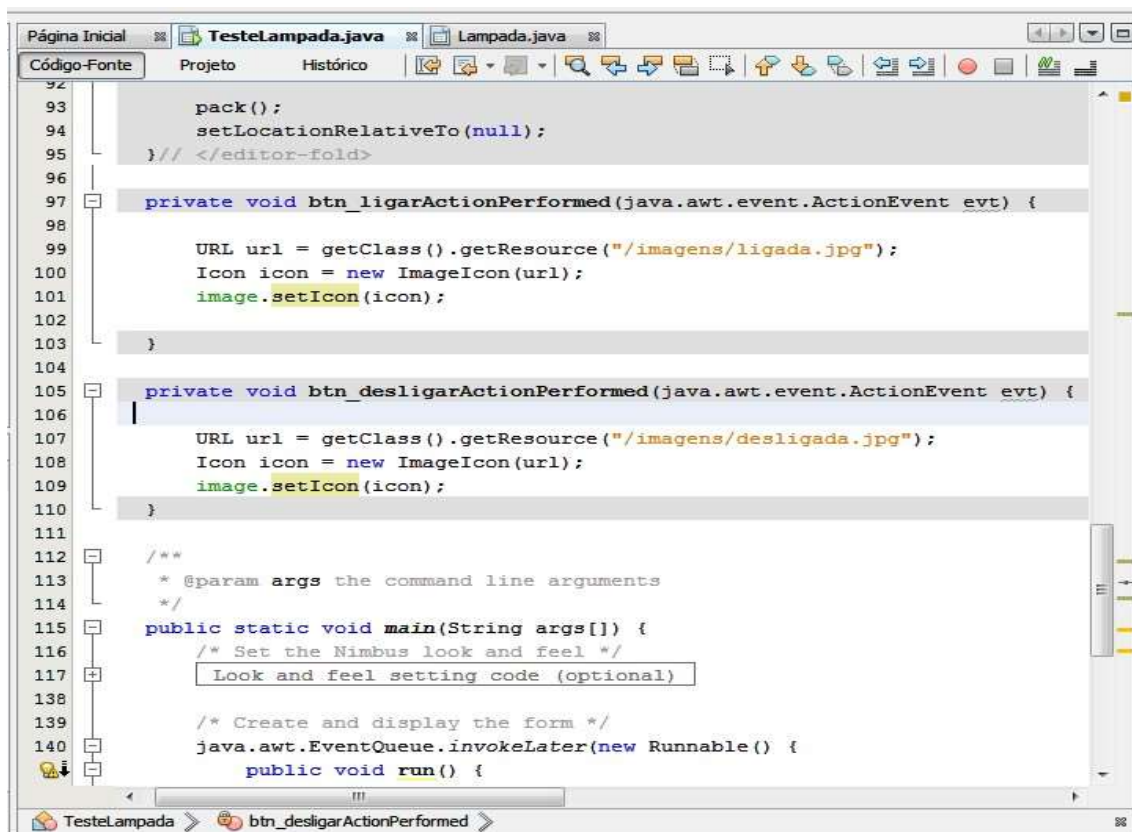 Página Inicial TesteLampada.java Lampada.java
Código-Fonte Projeto Histórico
92
93 pack();
94 setLocationRelativeTo(null);
95 }// </editor-fold>
96
97 private void btn_ligarActionPerformed(java.awt.event.ActionEvent evt) {
98
99 URL url = getClass().getResource("/imagens/ligada.jpg");
100 Icon icon = new ImageIcon(url);
101 image.setIcon(icon);
102
103 }
104
105 private void btn_desligarActionPerformed(java.awt.event.ActionEvent evt) {
106
107 URL url = getClass().getResource("/imagens/desligada.jpg");
108 Icon icon = new ImageIcon(url);
109 image.setIcon(icon);
110 }
111
112 /**
113 * @param args the command line arguments
114 */
115 public static void main(String args[]) {
116 /* Set the Nimbus look and feel */
117 Look and feel setting code (optional)
138
139 /* Create and display the form */
140 java.awt.EventQueue.invokeLater(new Runnable() {
public void run() {
TesteLampada btn_desligarActionPerformed